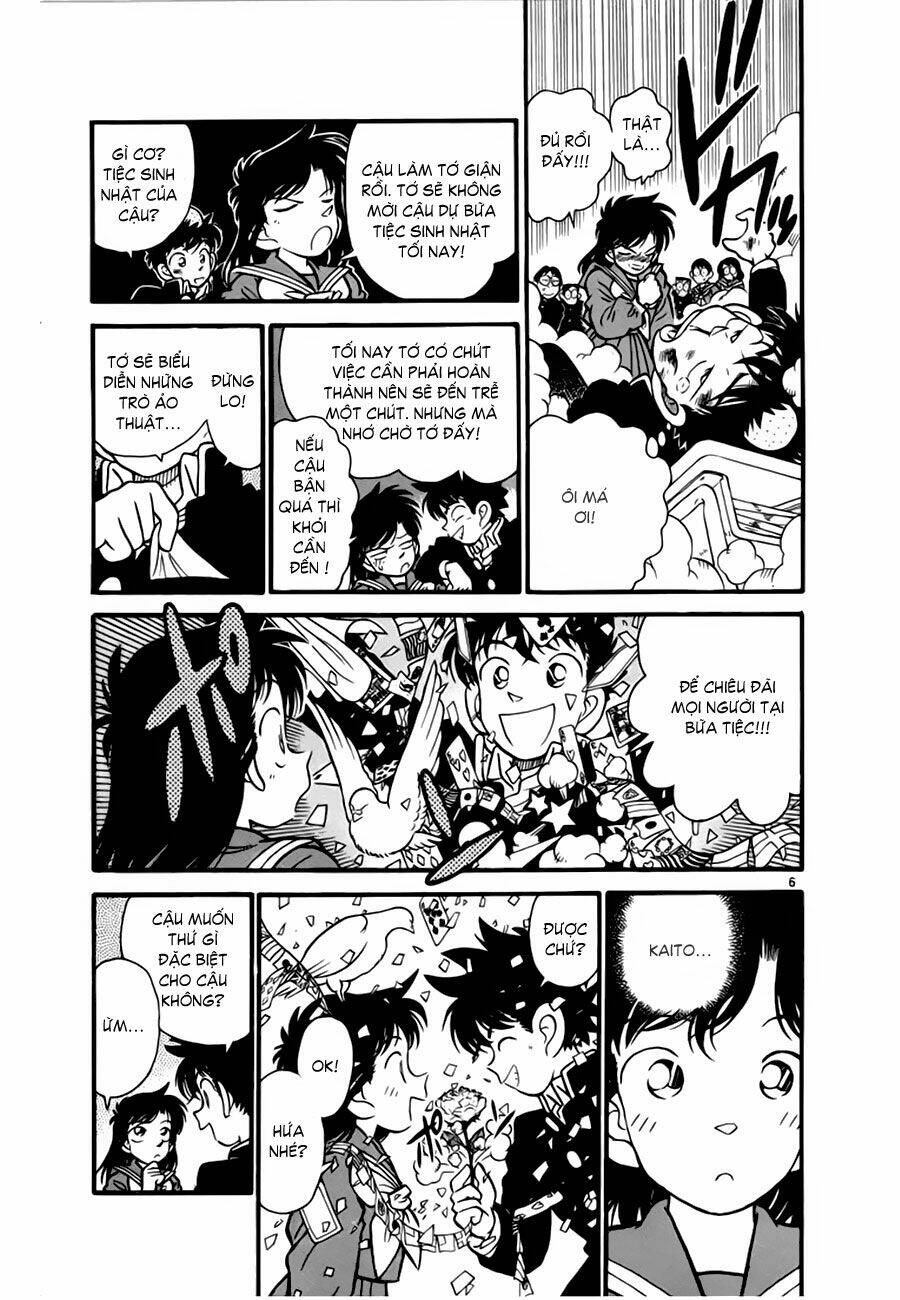 THẬT
LÀ...
ĐỦ RỒI
ĐẤY!!!
ドドド
ÔI MÁ
ƠI!
CẬU LÀM TỚ GIẬN
RỒI. TỚ SẼ KHÔNG
MỜI CẬU DỰ BỮA
TIỆC SINH NHẬT
TỐI NAY!
GÌ CƠ?
TIỆC SINH
NHẬT CỦA
CẬU?
TỐI NAY TỚ CÓ CHÚT
VIỆC CẦN PHẢI HOÀN
THÀNH NÊN SẼ ĐẾN TRỄ
MỘT CHÚT. NHƯNG MÀ
NHỚ CHỜ TỚ ĐẤY!
NẾU
CẬU
BẬN
QUÁ THÌ
KHỎI
CẦN
ĐẾN !
ĐỪNG
LO!
TỚ SẼ BIỂU
DIỄN NHỮNG
TRÒ ẢO
THUẬT...
ĐỂ CHIÊU ĐÃI
MỌI NGƯỜI TẠI
BỮA TIỆC!!!
6
KAITO...
ĐƯỢC
CHỨ?
OK!
HỨA
NHÉ?
CẬU MUỐN
THỨ GÌ
ĐẶC BIỆT
CHO CẬU
KHÔNG?
ỪM...